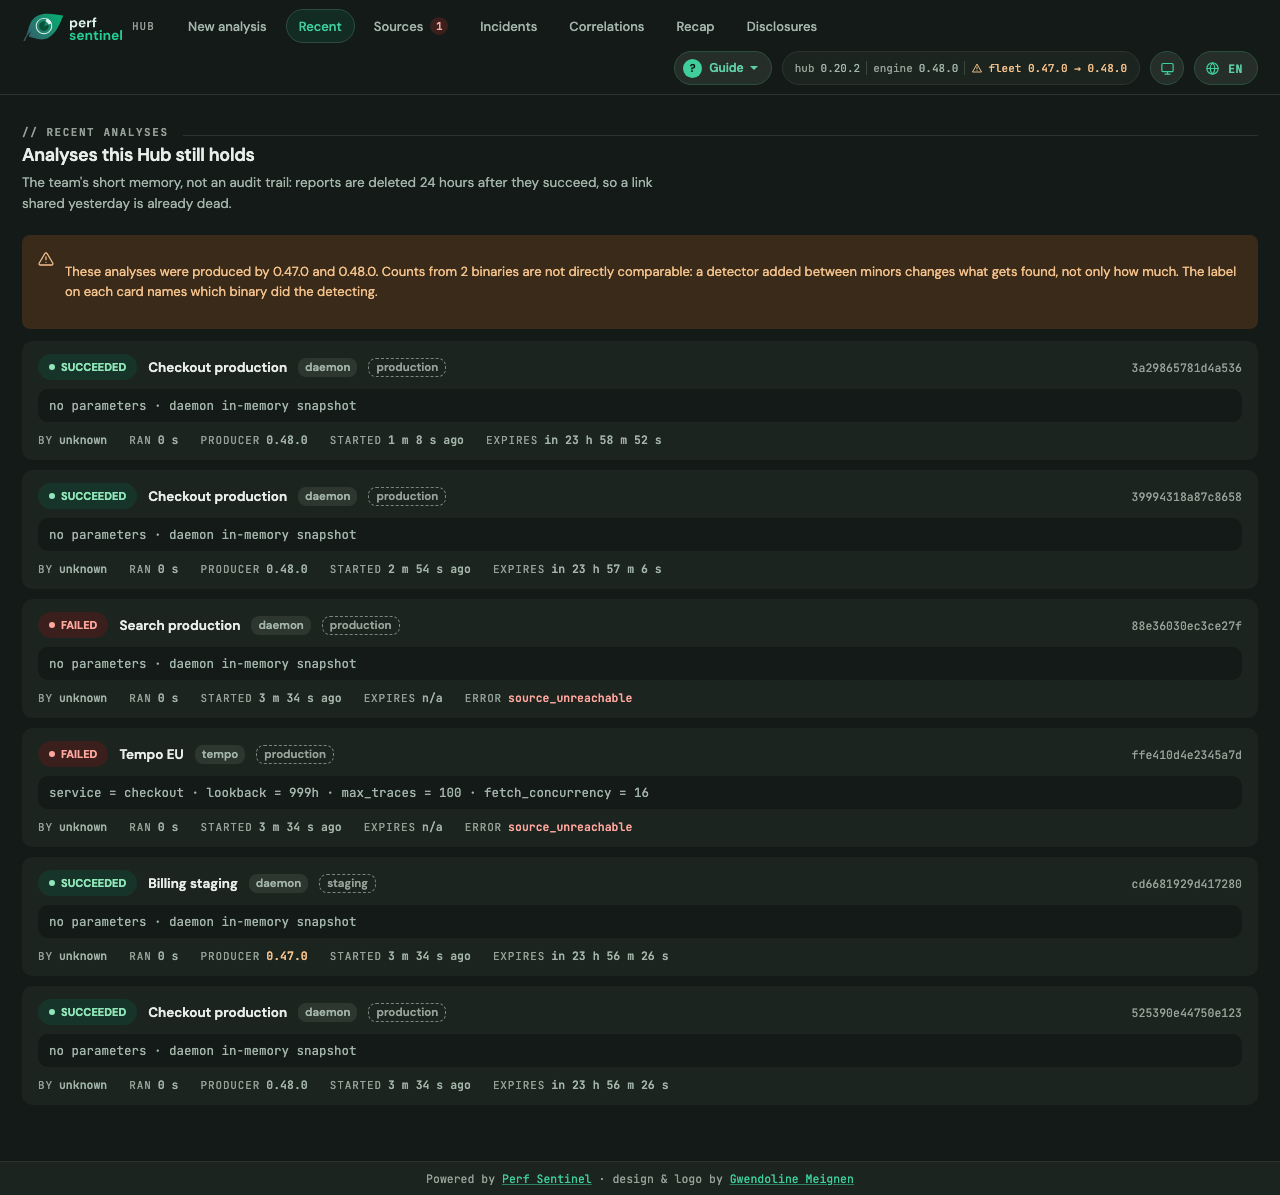 perf
sentinel
HUB
New analysis
Recent
Sources 1
Incidents
Correlations
Recap
Disclosures
? Guide
hub 0.20.2 | engine 0.48.0 | fleet 0.47.0 → 0.48.0
EN
// RECENT ANALYSES
Analyses this Hub still holds
The team's short memory, not an audit trail: reports are deleted 24 hours after they succeed, so a link
shared yesterday is already dead.
These analyses were produced by 0.47.0 and 0.48.0. Counts from 2 binaries are not directly comparable: a detector added between minors changes what gets found, not only how much. The label
on each card names which binary did the detecting.
SUCCEEDED Checkout production daemon production 3a29865781d4a536
no parameters · daemon in-memory snapshot
BY unknown RAN 0 s PRODUCER 0.48.0 STARTED 1 m 8 s ago EXPIRES in 23 h 58 m 52 s
SUCCEEDED Checkout production daemon production 39994318a87c8658
no parameters · daemon in-memory snapshot
BY unknown RAN 0 s PRODUCER 0.48.0 STARTED 2 m 54 s ago EXPIRES in 23 h 57 m 6 s
FAILED Search production daemon production 88e36030ec3ce27f
no parameters · daemon in-memory snapshot
BY unknown RAN 0 s STARTED 3 m 34 s ago EXPIRES n/a ERROR source_unreachable
FAILED Tempo EU tempo production ffe410d4e2345a7d
service = checkout · lookback = 999h · max_traces = 100 · fetch_concurrency = 16
BY unknown RAN 0 s STARTED 3 m 34 s ago EXPIRES n/a ERROR source_unreachable
SUCCEEDED Billing staging daemon staging cd6681929d417280
no parameters · daemon in-memory snapshot
BY unknown RAN 0 s PRODUCER 0.47.0 STARTED 3 m 34 s ago EXPIRES in 23 h 56 m 26 s
SUCCEEDED Checkout production daemon production 525390e44750e123
no parameters · daemon in-memory snapshot
BY unknown RAN 0 s PRODUCER 0.48.0 STARTED 3 m 34 s ago EXPIRES in 23 h 56 m 26 s
Powered by Perf Sentinel · design & logo by Gwendoline Meignen